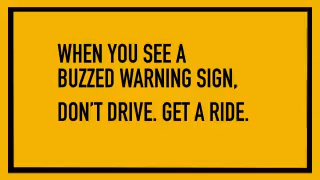 WHEN YOU SEE A
BUZZED WARNING SIGN,
DON'T DRIVE. GET A RIDE.